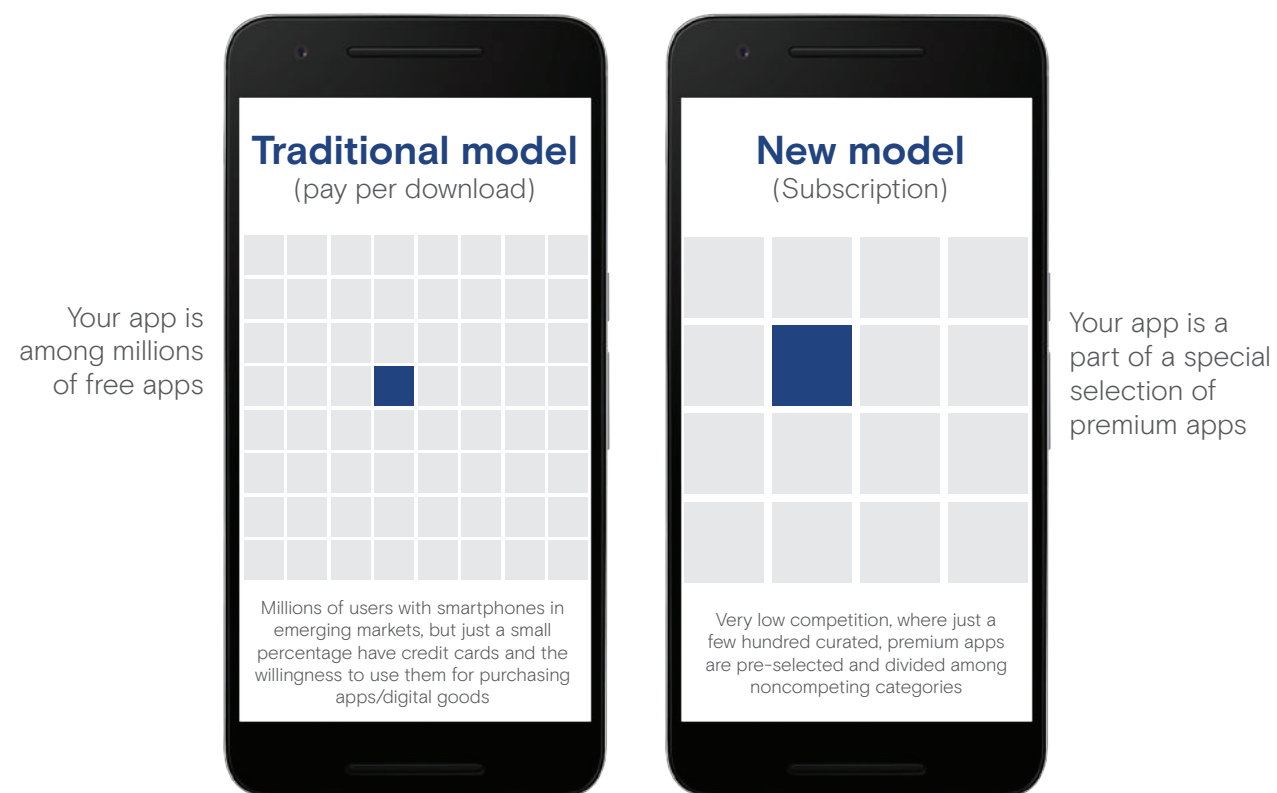 Your app is
among millions
of free apps
Traditional model
(pay per download)
Millions of users with smartphones in
emerging markets, but just a small
percentage have credit cards and the
willingness to use them for purchasing
apps/digital goods
New model
(Subscription)
Very low competition, where just a
few hundred curated, premium apps
are pre-selected and divided among
noncompeting categories
Your app is a
part of a special
selection of
premium apps